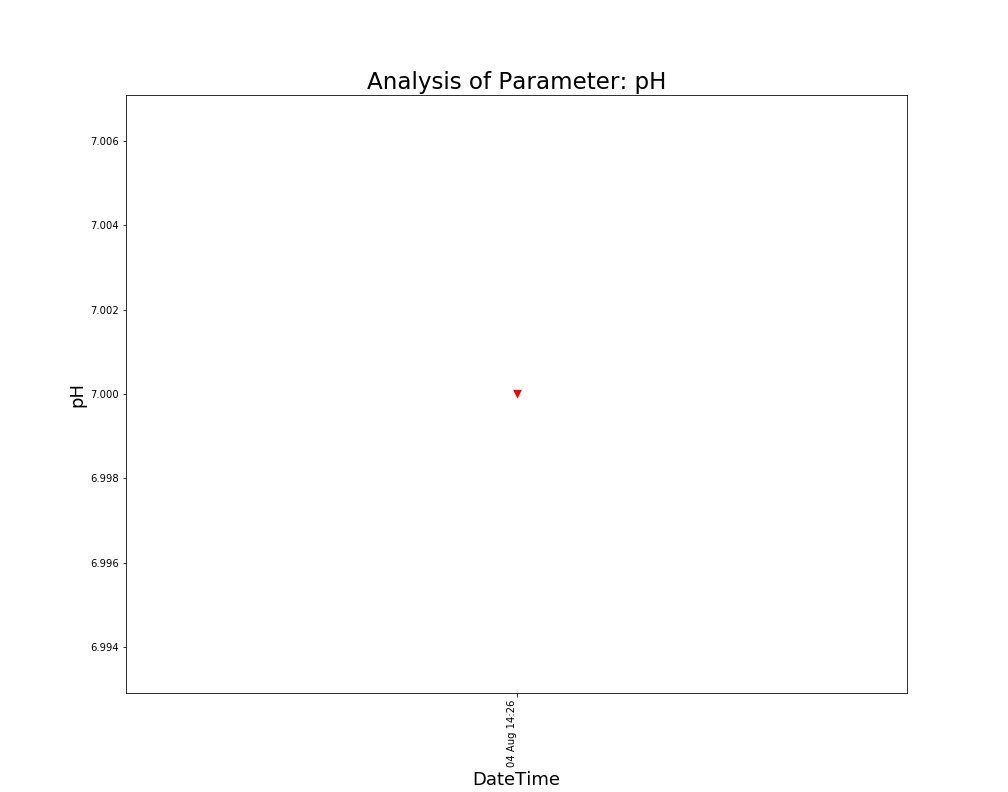 Analysis of Parameter: pH
7.006
7.004
7.002
7.000
6.998
6.996
6.994
pH
04 Aug 14:26
DateTime